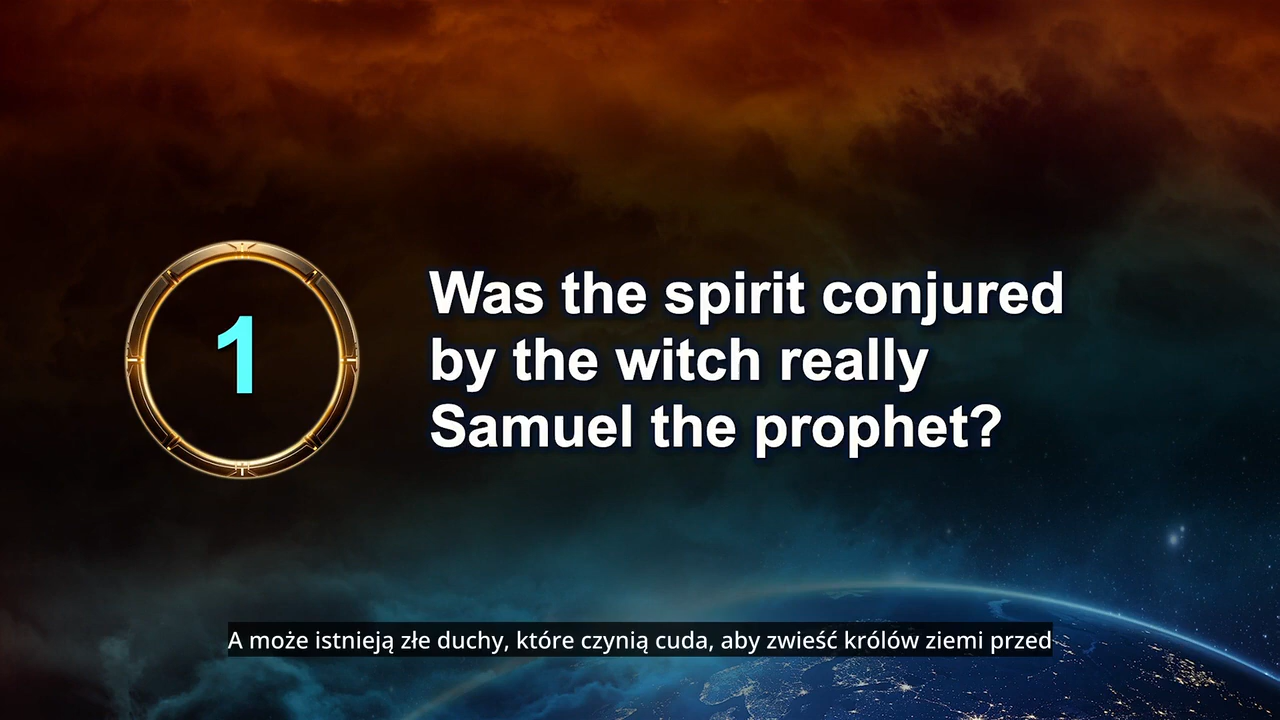 1
Was the spirit conjured
by the witch really
Samuel the prophet?
A może istnieją złe duchy, które czynią cuda, aby zwieść królów ziemi przed